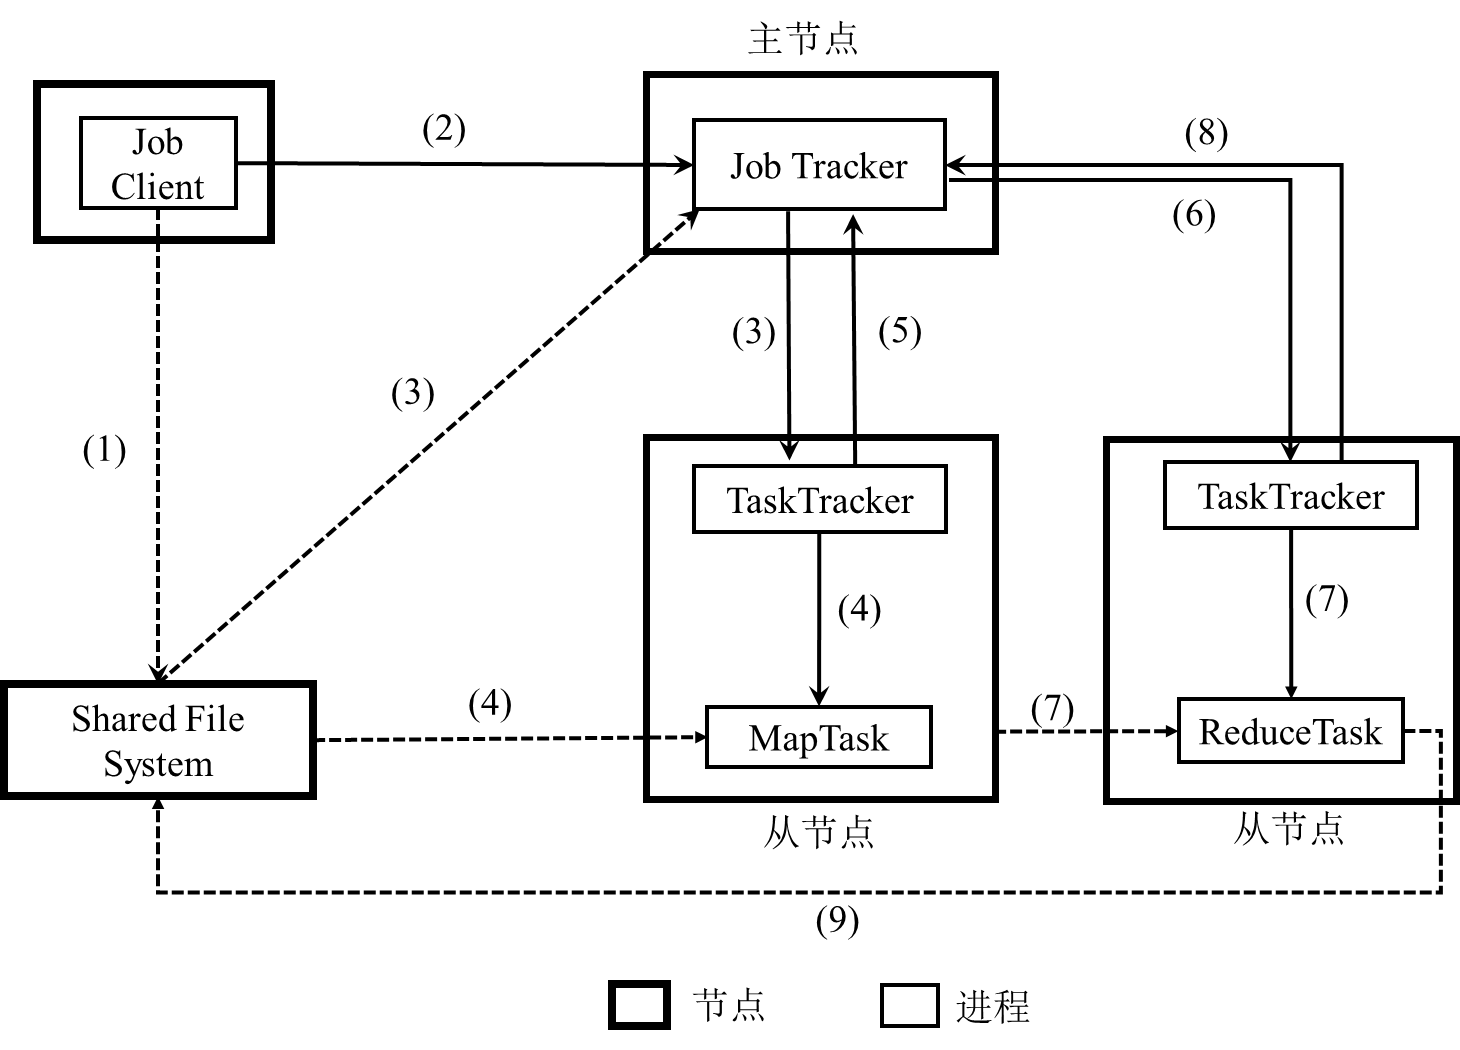 主节点
Job
Client
(2)
Job Tracker
(8)
(6)
(3)
(5)
(3)
(1)
TaskTracker
TaskTracker
(4)
(7)
Shared File
System
(4)
MapTask
(7)
ReduceTask
从节点
从节点
(9)
节点
进程